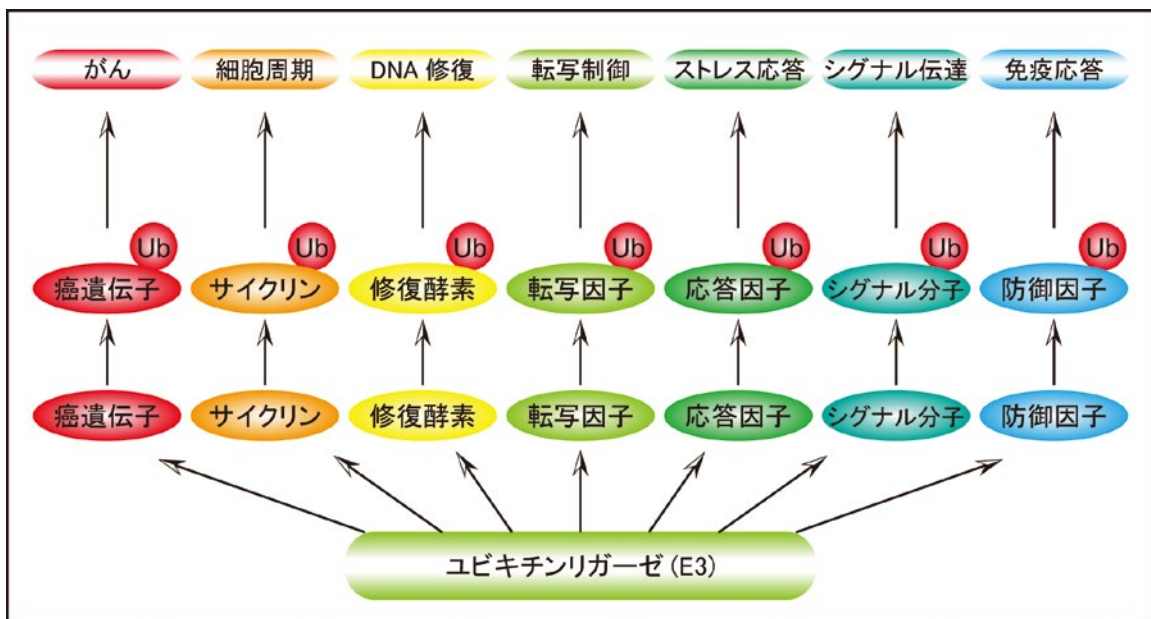 がん
細胞周期
DNA 修復
転写制御
ストレス応答
シグナル伝達
免疫応答
Ub
Ub
Ub
Ub
Ub
Ub
Ub
癌遺伝子
サイクリン
修復酵素
転写因子
応答因子
シグナル分子
防御因子
癌遺伝子
サイクリン
修復酵素
転写因子
応答因子
シグナル分子
防御因子
ユビキチンリガーゼ (E3)